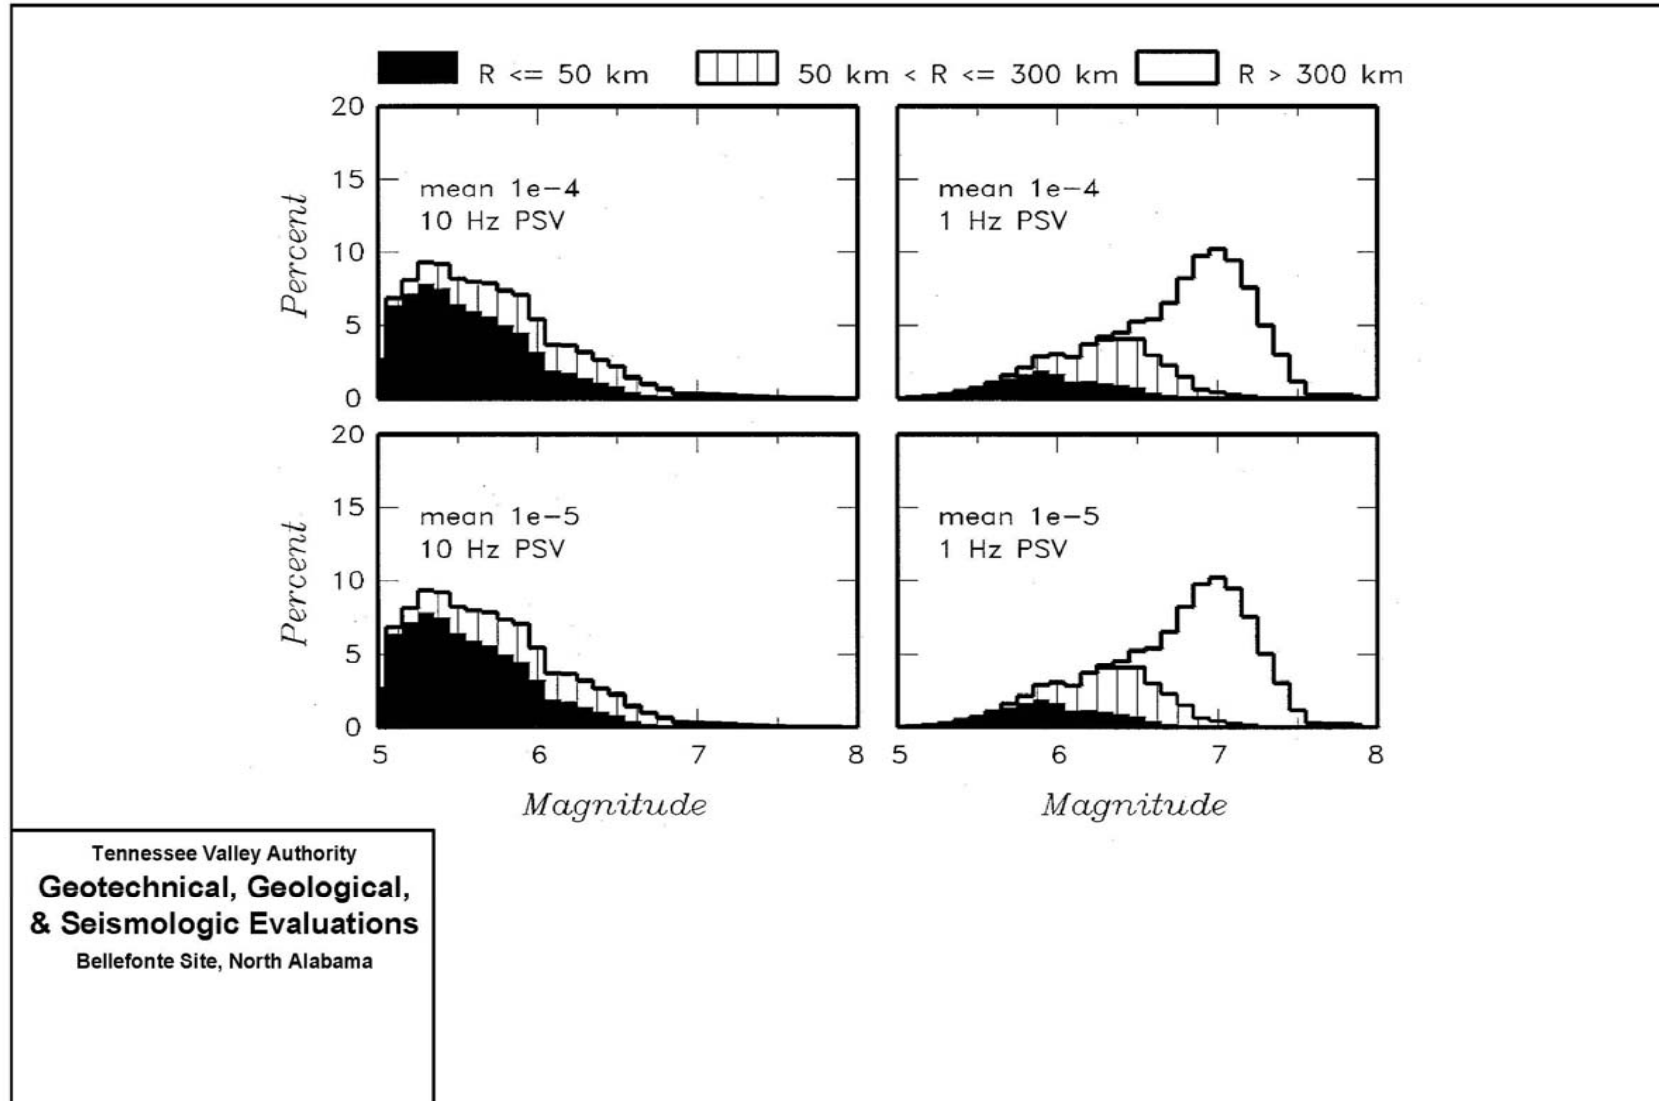 R <= 50 km 50 km < R <= 300 km R > 300 km
20
15
10
5
0
Percent
mean 1e-4
10 Hz PSV
mean 1e-4
1 Hz PSV
20
15
10
5
0
Percent
mean 1e-5
10 Hz PSV
mean 1e-5
1 Hz PSV
5 6 7 8
5 6 7 8
Magnitude
Magnitude
Tennessee Valley Authority
Geotechnical, Geological,
& Seismologic Evaluations
Bellefonte Site, North Alabama